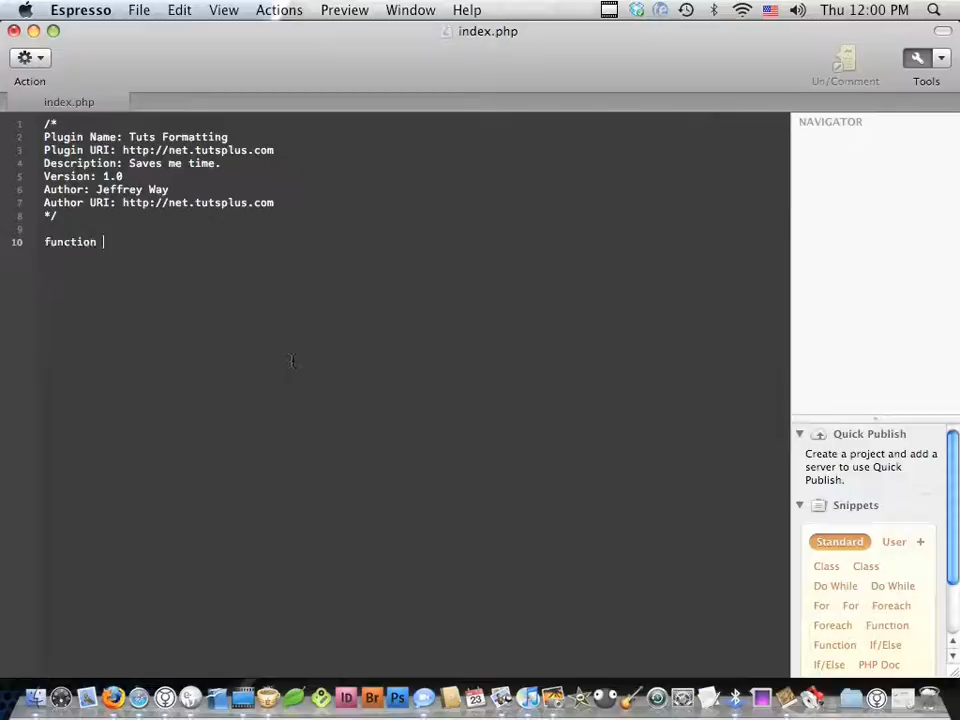 Espresso File Edit View Actions Preview Window Help Thu 12:00 PM
index.php
Action Un/Comment Tools
index.php
1 /*
2 Plugin Name: Tuts Formatting
3 Plugin URI: http://net.tutsplus.com
4 Description: Saves me time.
5 Version: 1.0
6 Author: Jeffrey Way
7 Author URI: http://net.tutsplus.com
8 */
9
10 function
NAVIGATOR
Quick Publish
Create a project and add a
server to use Quick
Publish.
Snippets
Standard User +
Class Class
Do While Do While
For For Foreach
Foreach Function
Function If/Else
If/Else PHP Doc
ID Br Ps 23